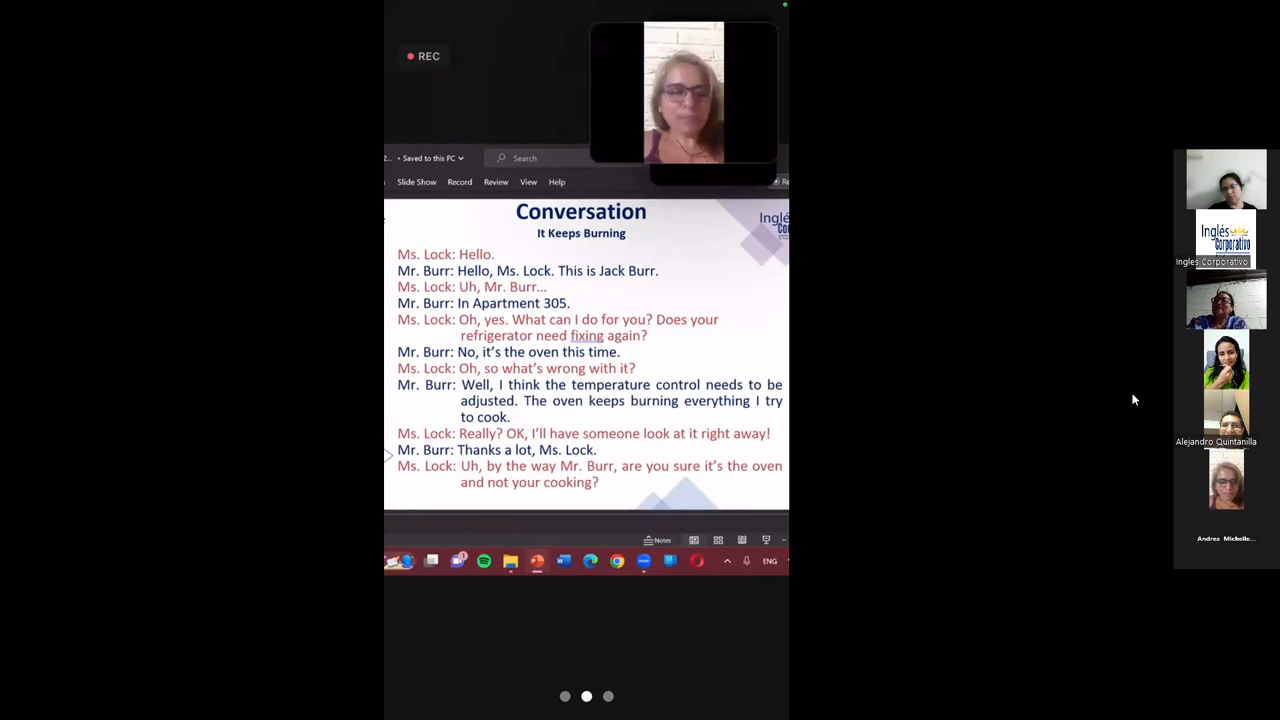 REC
2... • Saved to this PC
Search
Slide Show Record Review View Help
Conversation
It Keeps Burning
Ms. Lock: Hello.
Mr. Burr: Hello, Ms. Lock. This is Jack Burr.
Ms. Lock: Uh, Mr. Burr...
Mr. Burr: In Apartment 305.
Ms. Lock: Oh, yes. What can I do for you? Does your
refrigerator need fixing again?
Mr. Burr: No, it's the oven this time.
Ms. Lock: Oh, so what's wrong with it?
Mr. Burr: Well, I think the temperature control needs to be
adjusted. The oven keeps burning everything I try
to cook.
Ms. Lock: Really? OK, I'll have someone look at it right away!
Mr. Burr: Thanks a lot, Ms. Lock.
Ms. Lock: Uh, by the way Mr. Burr, are you sure it's the oven
and not your cooking?
Notes
ENG
Inglés
Corporativo
Ingles Corporativo
Alejandro Quintanilla
Andrea Michelle...